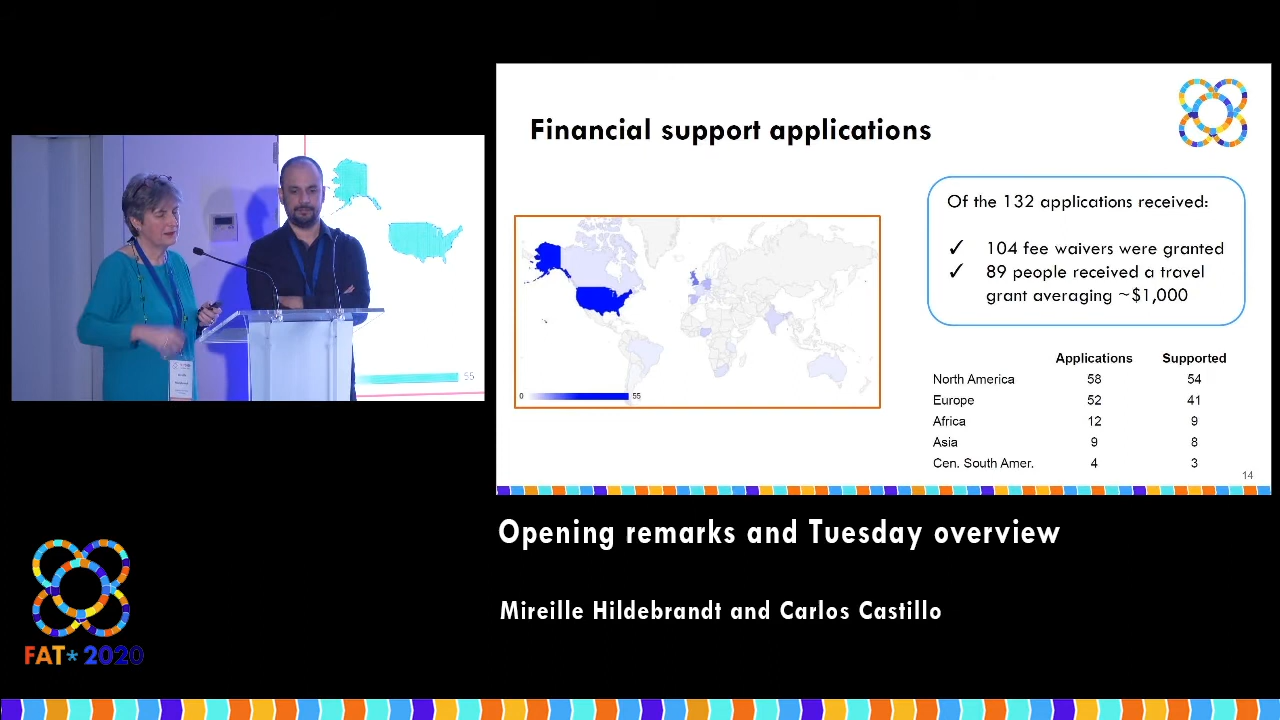 Financial support applications
Of the 132 applications received:
✓ 104 fee waivers were granted
✓ 89 people received a travel
grant averaging ~$1,000
0
55
Applications Supported
North America 58 54
Europe 52 41
Africa 12 9
Asia 9 8
Cen. South Amer. 4 3
14
55
Opening remarks and Tuesday overview
Mireille Hildebrandt and Carlos Castillo
FAT* 2020